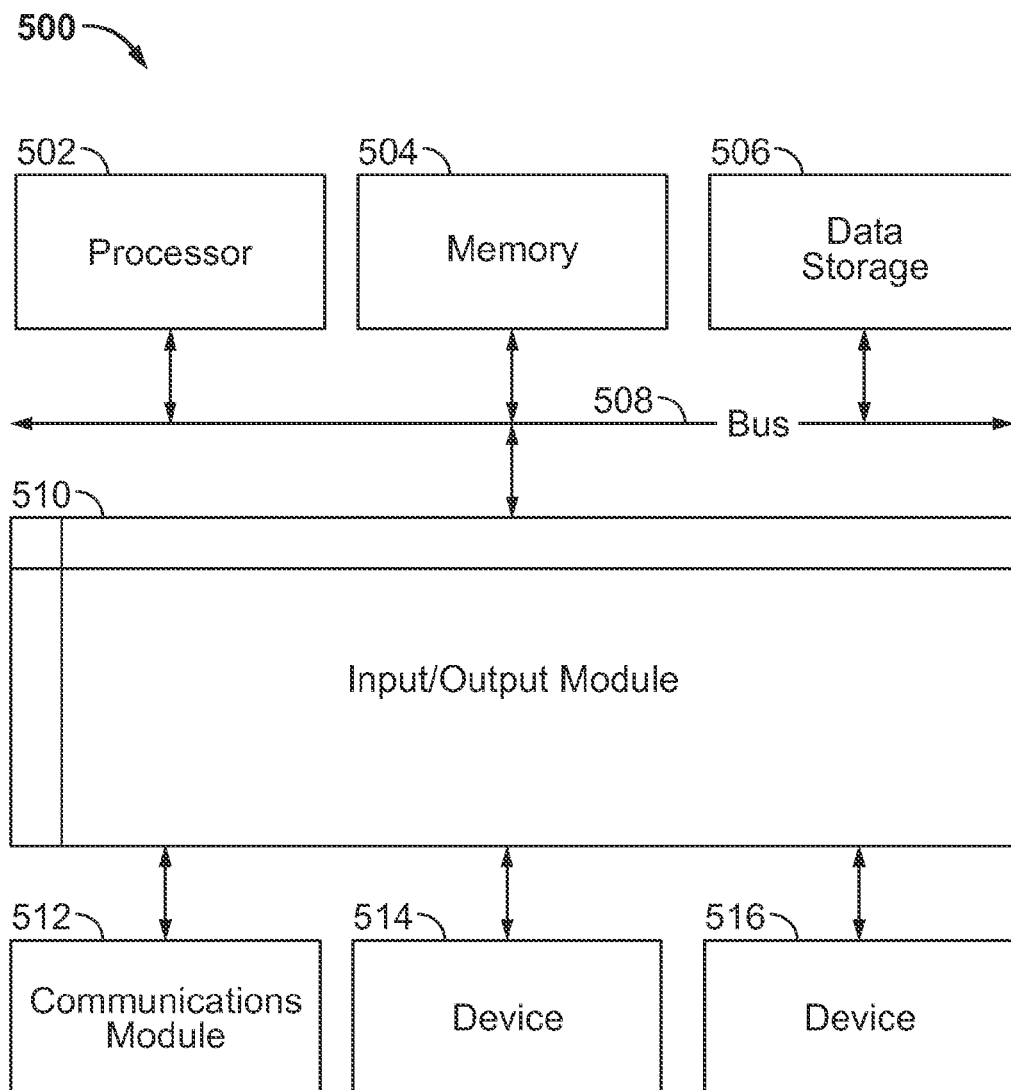 500
502
504
506
Processor
Memory
Data
Storage
508
Bus
510
Input/Output Module
512
514
516
Communications
Module
Device
Device